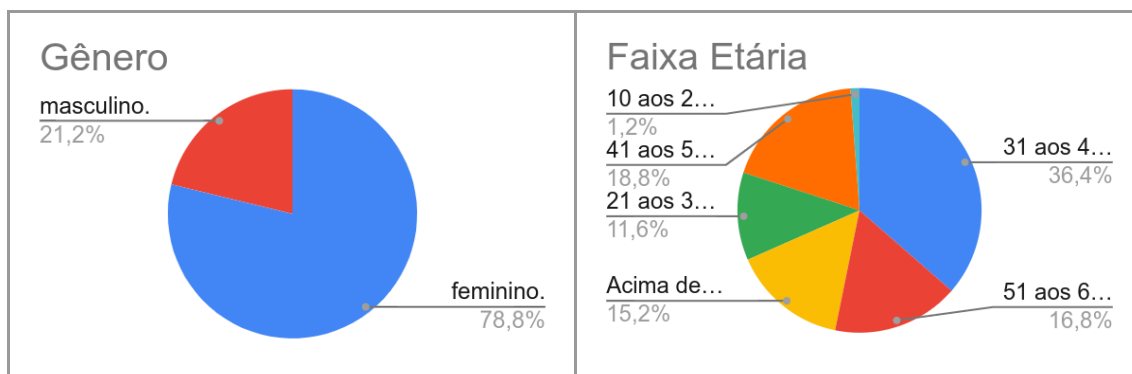 Gênero
masculino.
21,2%
feminino.
78,8%
Faixa Etária
10 aos 2…
1,2%
41 aos 5…
18,8%
21 aos 3…
11,6%
Acima de…
15,2%
31 aos 4…
36,4%
51 aos 6…
16,8%